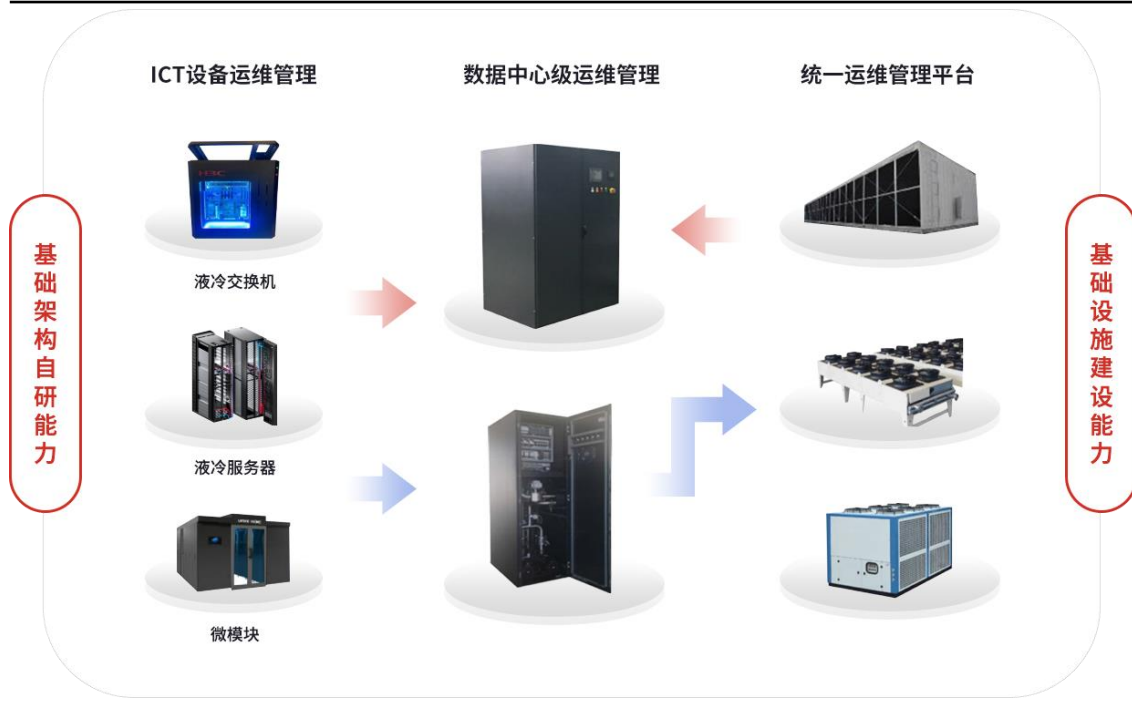 ICT设备运维管理
数据中心级运维管理
统一运维管理平台
基础架构自研能力
H3C
液冷交换机
液冷服务器
微模块
基础设施建设能力